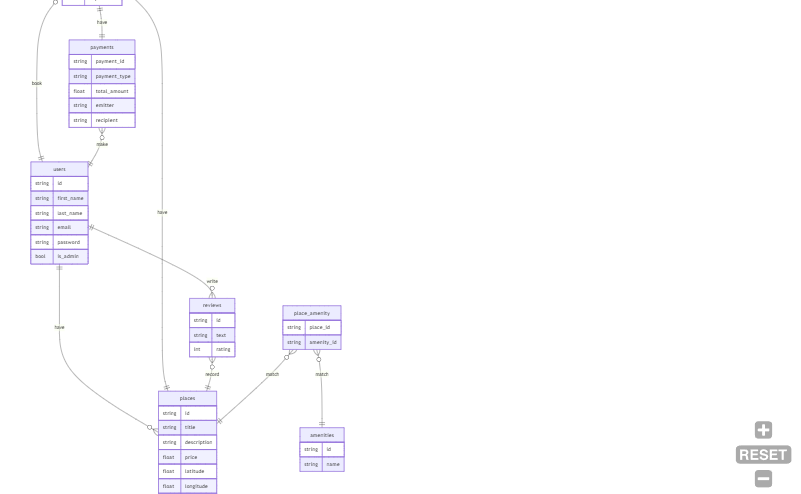 have
payments
string payment_id
string payment_type
float total_amount
string emitter
string recipient
book
make
users
string id
string first_name
string last_name
string email
string password
bool is_admin
have
write
have
reviews
string id
string text
int rating
place_amenity
string place_id
string amenity_id
record
match
match
places
string id
string title
string description
float price
float latitude
float longitude
amenities
string id
string name
RESET